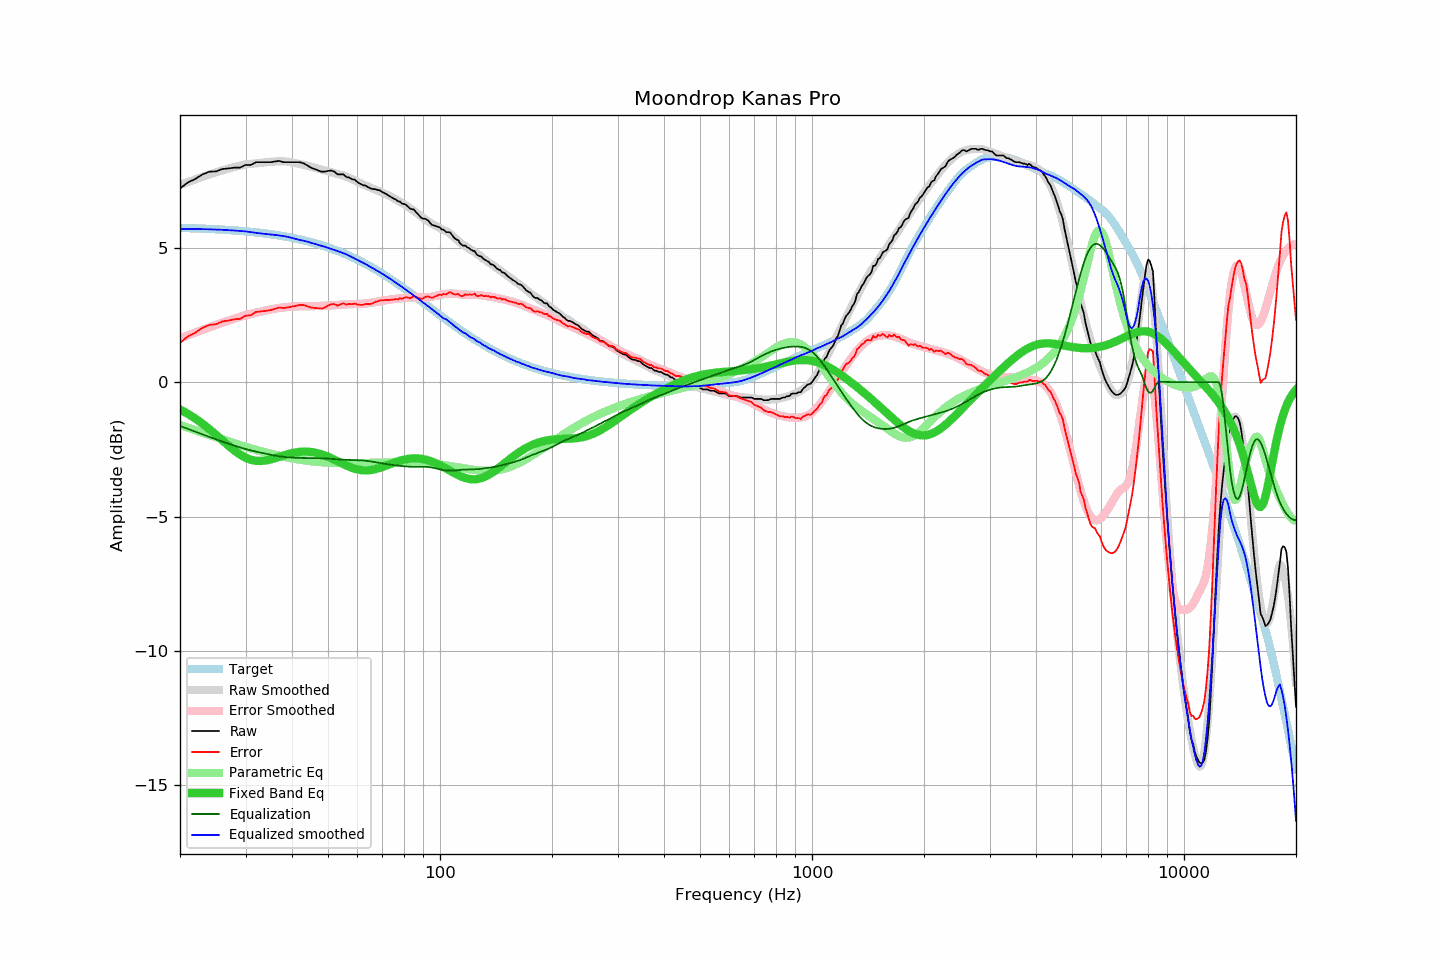 Moondrop Kanas Pro
Amplitude (dBr)
5
0
−5
−10
−15
Target
Raw Smoothed
Error Smoothed
Raw
Error
Parametric Eq
Fixed Band Eq
Equalization
Equalized smoothed
100
1000
10000
Frequency (Hz)